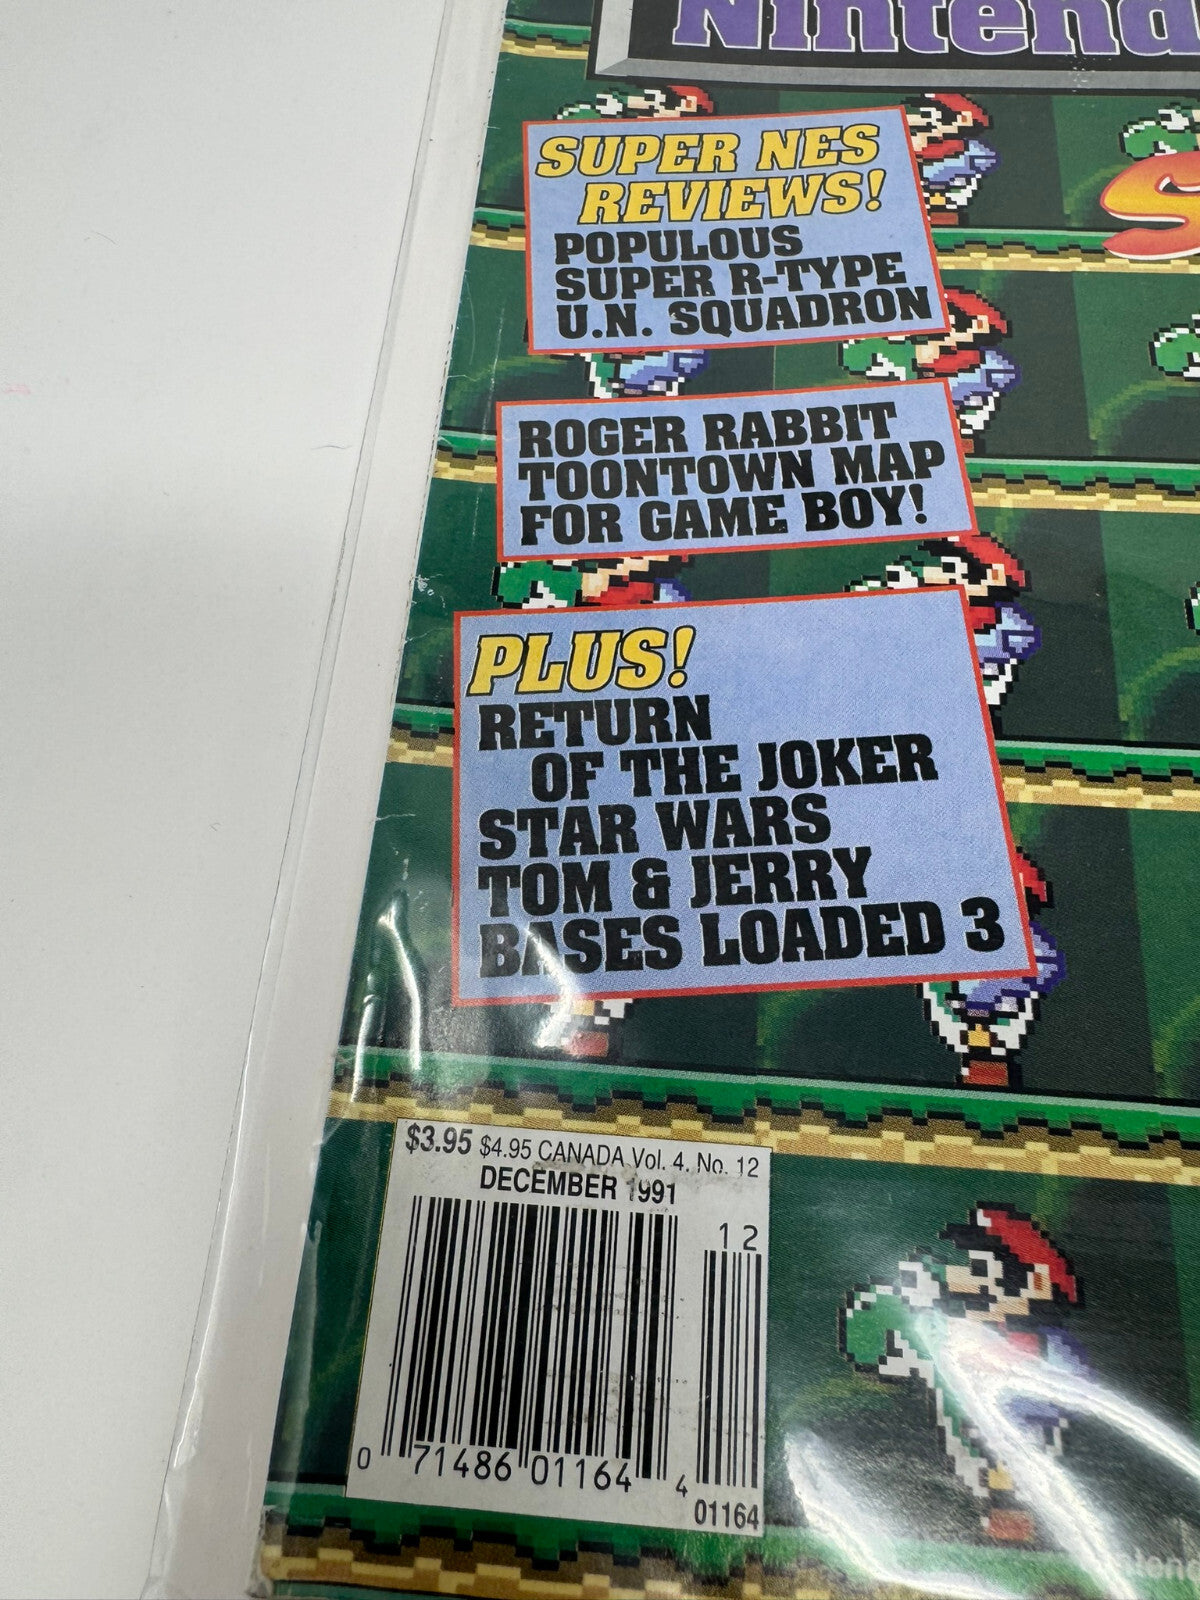 SUPER NES
REVIEWS!
POPULOUS
SUPER R-TYPE
U.N. SQUADRON
ROGER RABBIT
TOONTOWN MAP
FOR GAME BOY!
PLUS!
RETURN
OF THE JOKER
STAR WARS
TOM & JERRY
BASES LOADED 3
$3.95 $4.95 CANADA Vol. 4, No. 12
DECEMBER 1991
12
0 71486 01164 4
01164